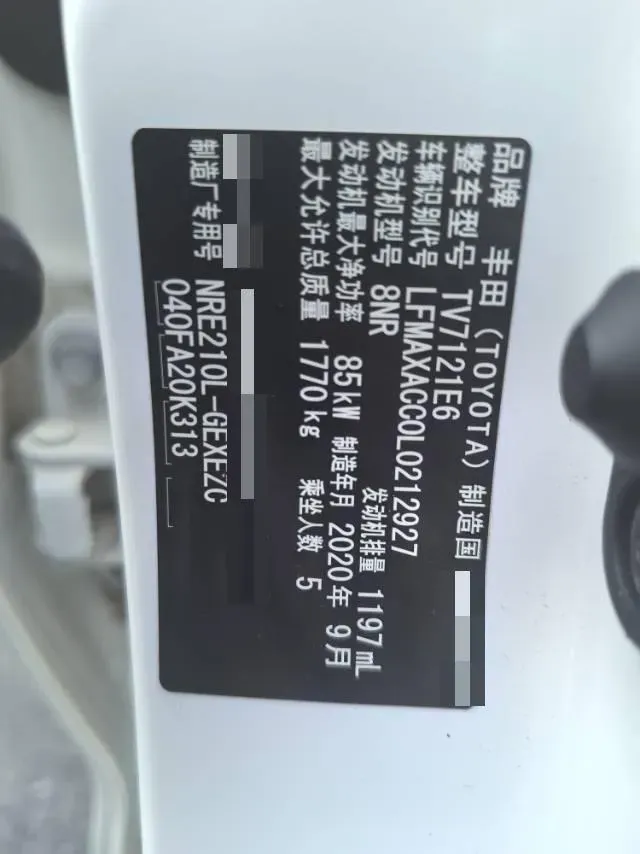 品牌 丰田(TOYOTA) 制造国
整车型号 TV7121E6
车辆识别代号 LFMAXACC0L0212927
发动机型号 8NR 发动机排量 1197mL
发动机最大净功率 85kW 制造年月 2020年9月
最大允许总质量 1770kg 乘坐人数 5
制造厂专用号 NRE210L-GEXEZC
040FA20K313